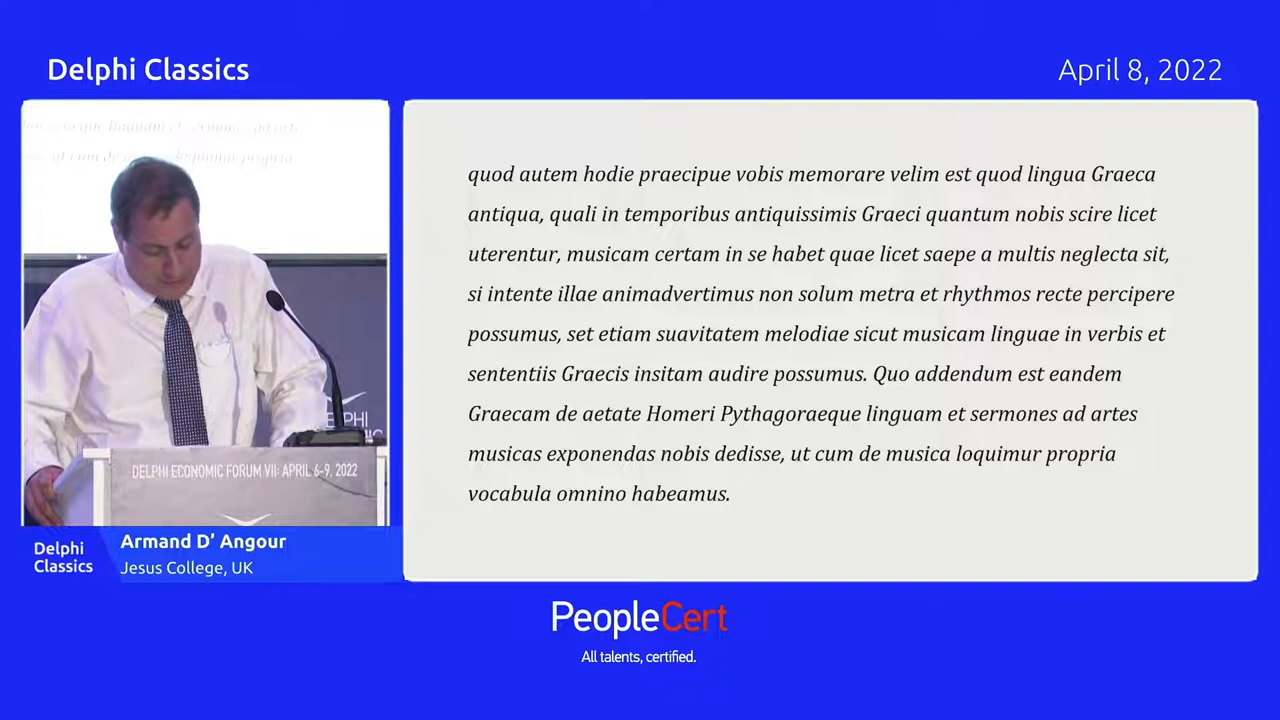 Delphi Classics
April 8, 2022
quod autem hodie praecipue vobis memorare velim est quod lingua Graeca
antiqua, quali in temporibus antiquissimis Graeci quantum nobis scire licet
uterentur, musicam certam in se habet quae licet saepe a multis neglecta sit,
si intente illae animadvertimus non solum metra et rhythmos recte percipere
possumus, set etiam suavitatem melodiae sicut musicam linguae in verbis et
sententiis Graecis insitam audire possumus. Quo addendum est eandem
Graecam de aetate Homeri Pythagoraeque linguam et sermones ad artes
musicas exponendas nobis dedisse, ut cum de musica loquimur propria
vocabula omnino habeamus.
DELPHI ECONOMIC FORUM VII: APRIL 6-9, 2022
Delphi
Classics
Armand D' Angour
Jesus College, UK
PeopleCert
All talents, certified.